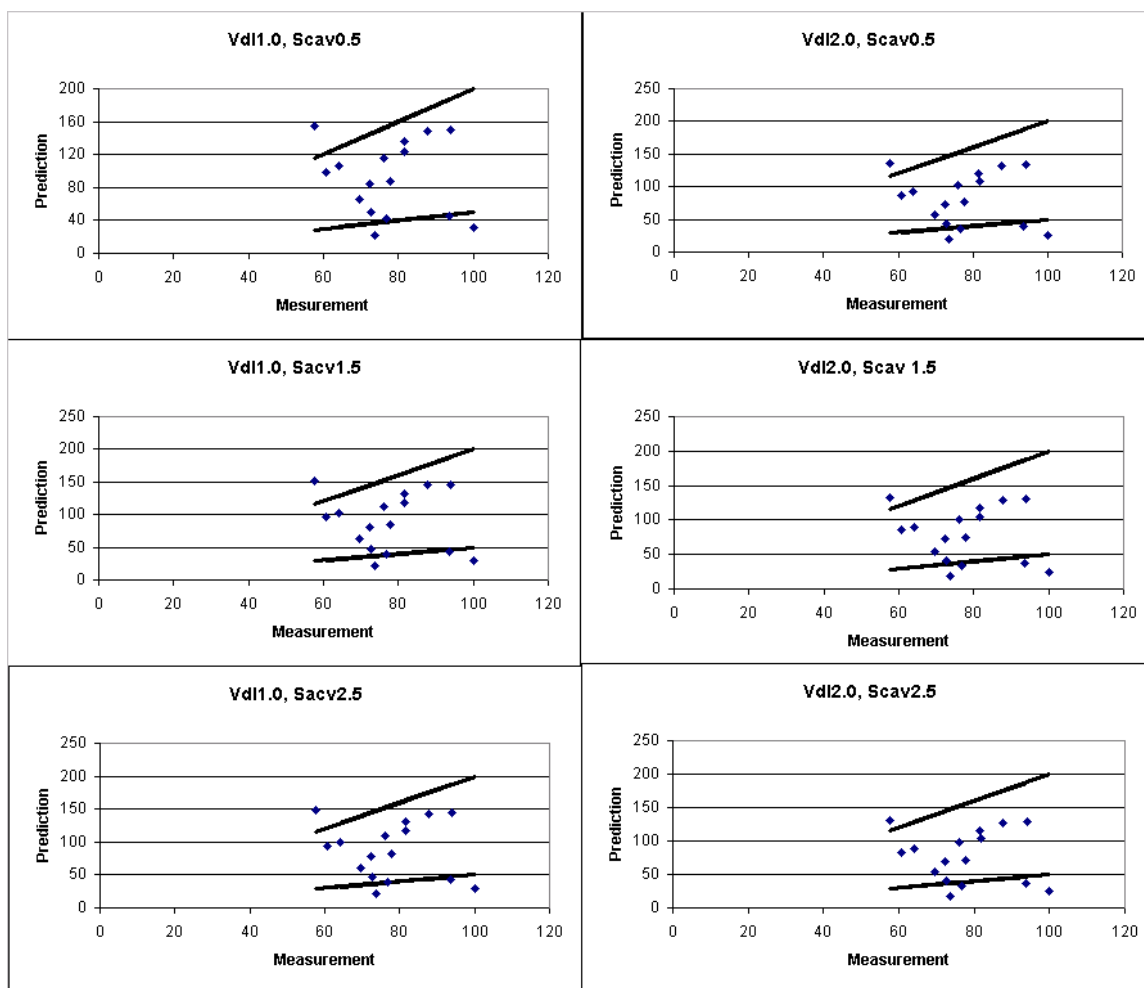 Vdl1.0, Scav0.5
Prediction
200
160
120
80
40
0
0 20 40 60 80 100 120
Mesurement
Vdl2.0, Scav0.5
Prediction
250
200
150
100
50
0
0 20 40 60 80 100 120
Measurement
Vdl1.0, Sacv1.5
Prediction
250
200
150
100
50
0
0 20 40 60 80 100 120
Measurement
Vdl2.0, Scav 1.5
Prediction
250
200
150
100
50
0
0 20 40 60 80 100 120
Measurement
Vdl1.0, Sacv2.5
Prediction
250
200
150
100
50
0
0 20 40 60 80 100 120
Measurement
Vdl2.0, Scav2.5
Prediction
250
200
150
100
50
0
0 20 40 60 80 100 120
Measurement